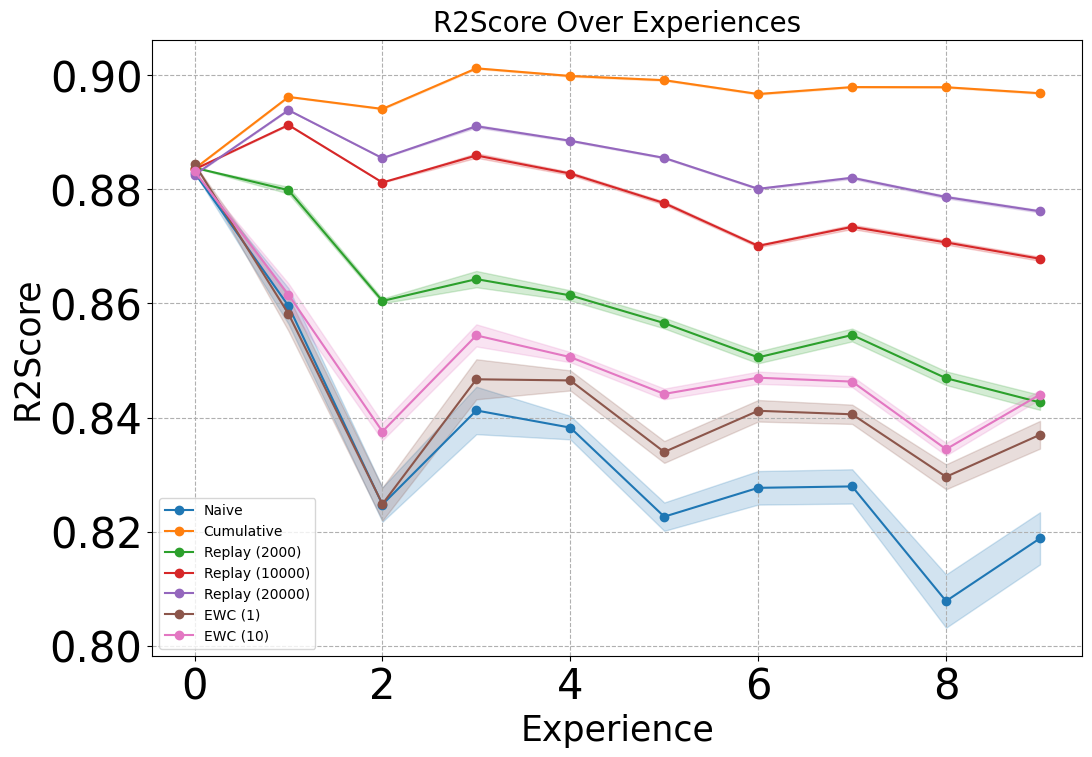 R2Score Over Experiences
R2Score
0.90
0.88
0.86
0.84
0.82
0.80
Naive
Cumulative
Replay (2000)
Replay (10000)
Replay (20000)
EWC (1)
EWC (10)
0 2 4 6 8
Experience